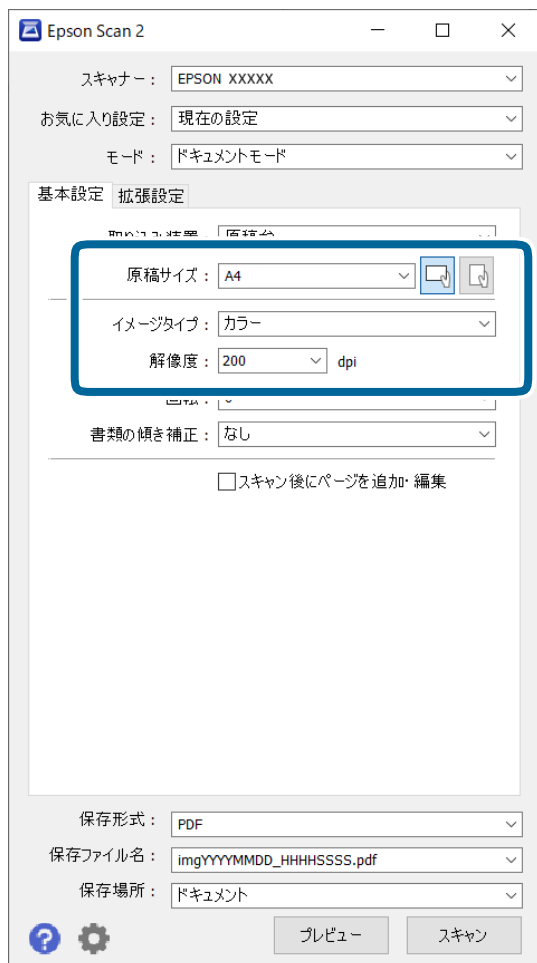 Epson Scan 2
スキャナー： EPSON XXXXX
お気に入り設定： 現在の設定
モード： ドキュメントモード
基本設定 拡張設定
原稿サイズ： A4
イメージタイプ： カラー
解像度： 200 dpi
書類の傾き補正： なし
スキャン後にページを追加・編集
保存形式： PDF
保存ファイル名： imgYYYYMMDD_HHHHSSSS.pdf
保存場所： ドキュメント
プレビュー スキャン